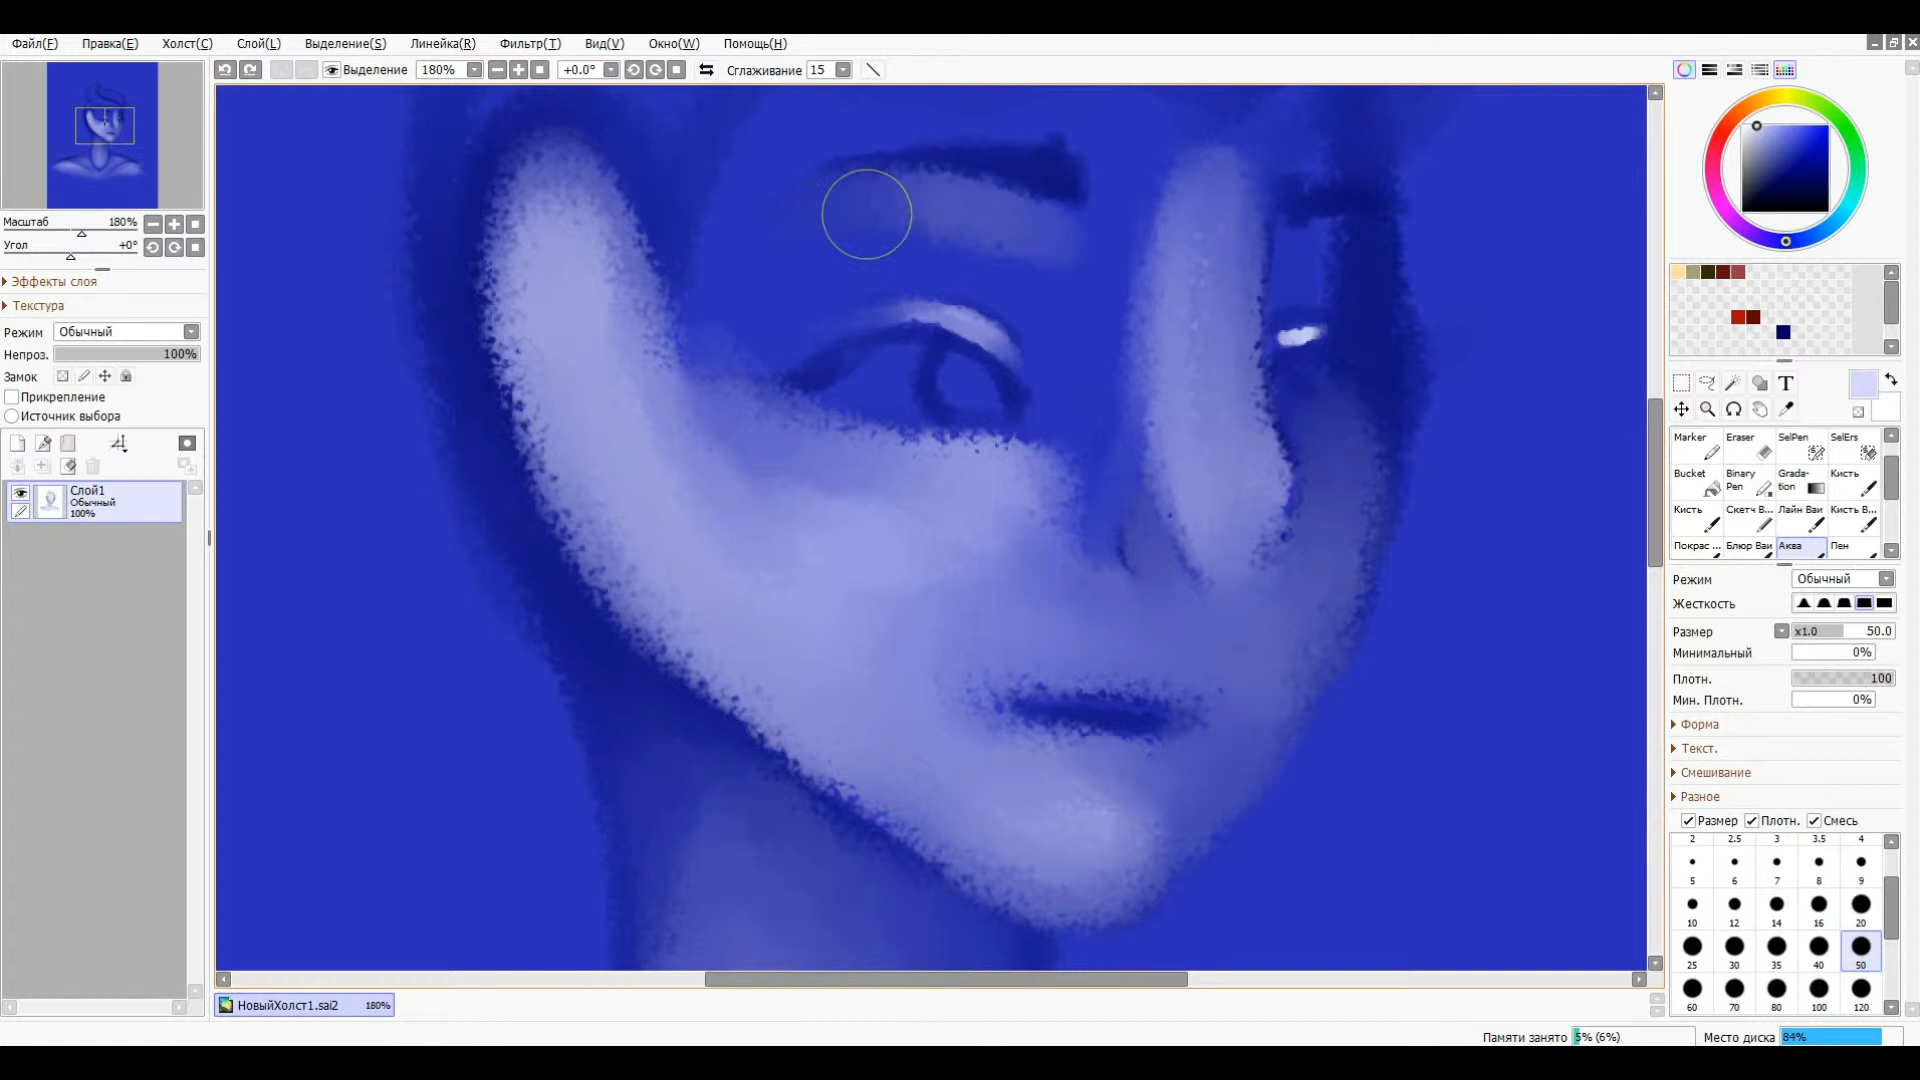 Файл(F) Правка(E) Холст(C) Слой(L) Выделение(S) Линейка(R) Фильтр(T) Вид(V) Окно(W) Помощь(H)
Выделение 180% +0.0° Сглаживание 15
Масштаб 180%
Угол +0°
Эффекты слоя
Текстура
Режим Обычный
Непроз. 100%
Замок
Прикрепление
Источник выбора
Слой1
Обычный
100%
T
Marker Eraser SelPen SelErs
Bucket Binary Pen Grada-tion Кисть
Кисть Скетч В... Лайн Ваи Кисть В...
Покрас ... Блюр Ваи Аква Пен
Режим Обычный
Жесткость
Размер x1.0 50.0
Минимальный 0%
Плотн. 100
Мин. Плотн. 0%
Форма
Текст.
Смешивание
Разное
Размер Плотн. Смесь
2 2.5 3 3.5 4
5 6 7 8 9
10 12 14 16 20
25 30 35 40 50
60 70 80 100 120
НовыйХолст1.sai2 180%
Памяти занято 5% (6%) Место диска 84%